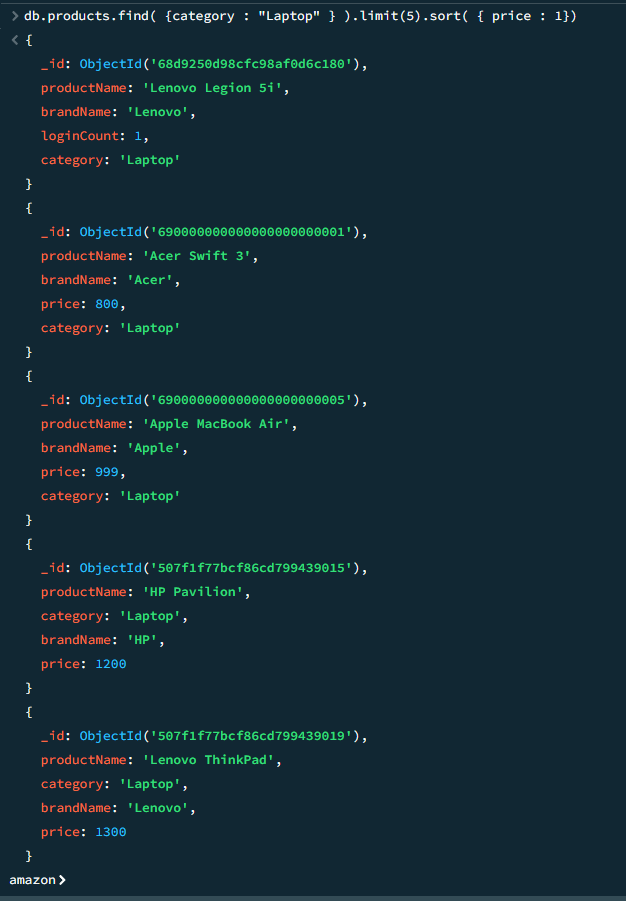 > db.products.find( {category : "Laptop" } ).limit(5).sort( { price : 1})
< {
_id: ObjectId('68d9250d98cfc98af0d6c180'),
productName: 'Lenovo Legion 5i',
brandName: 'Lenovo',
loginCount: 1,
category: 'Laptop'
}
{
_id: ObjectId('690000000000000000000001'),
productName: 'Acer Swift 3',
brandName: 'Acer',
price: 800,
category: 'Laptop'
}
{
_id: ObjectId('690000000000000000000005'),
productName: 'Apple MacBook Air',
brandName: 'Apple',
price: 999,
category: 'Laptop'
}
{
_id: ObjectId('507f1f77bcf86cd799439015'),
productName: 'HP Pavilion',
category: 'Laptop',
brandName: 'HP',
price: 1200
}
{
_id: ObjectId('507f1f77bcf86cd799439019'),
productName: 'Lenovo ThinkPad',
category: 'Laptop',
brandName: 'Lenovo',
price: 1300
}
amazon>